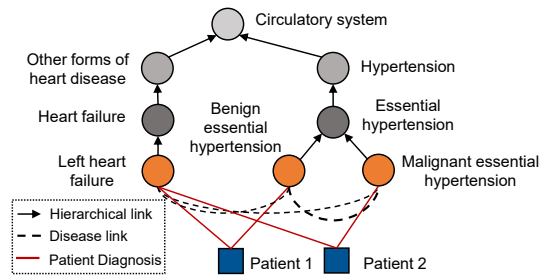 Circulatory system
Other forms of
heart disease
Hypertension
Heart failure
Benign
essential
hypertension
Essential
hypertension
Left heart
failure
Malignant essential
hypertension
Hierarchical link
Disease link
Patient Diagnosis
Patient 1
Patient 2